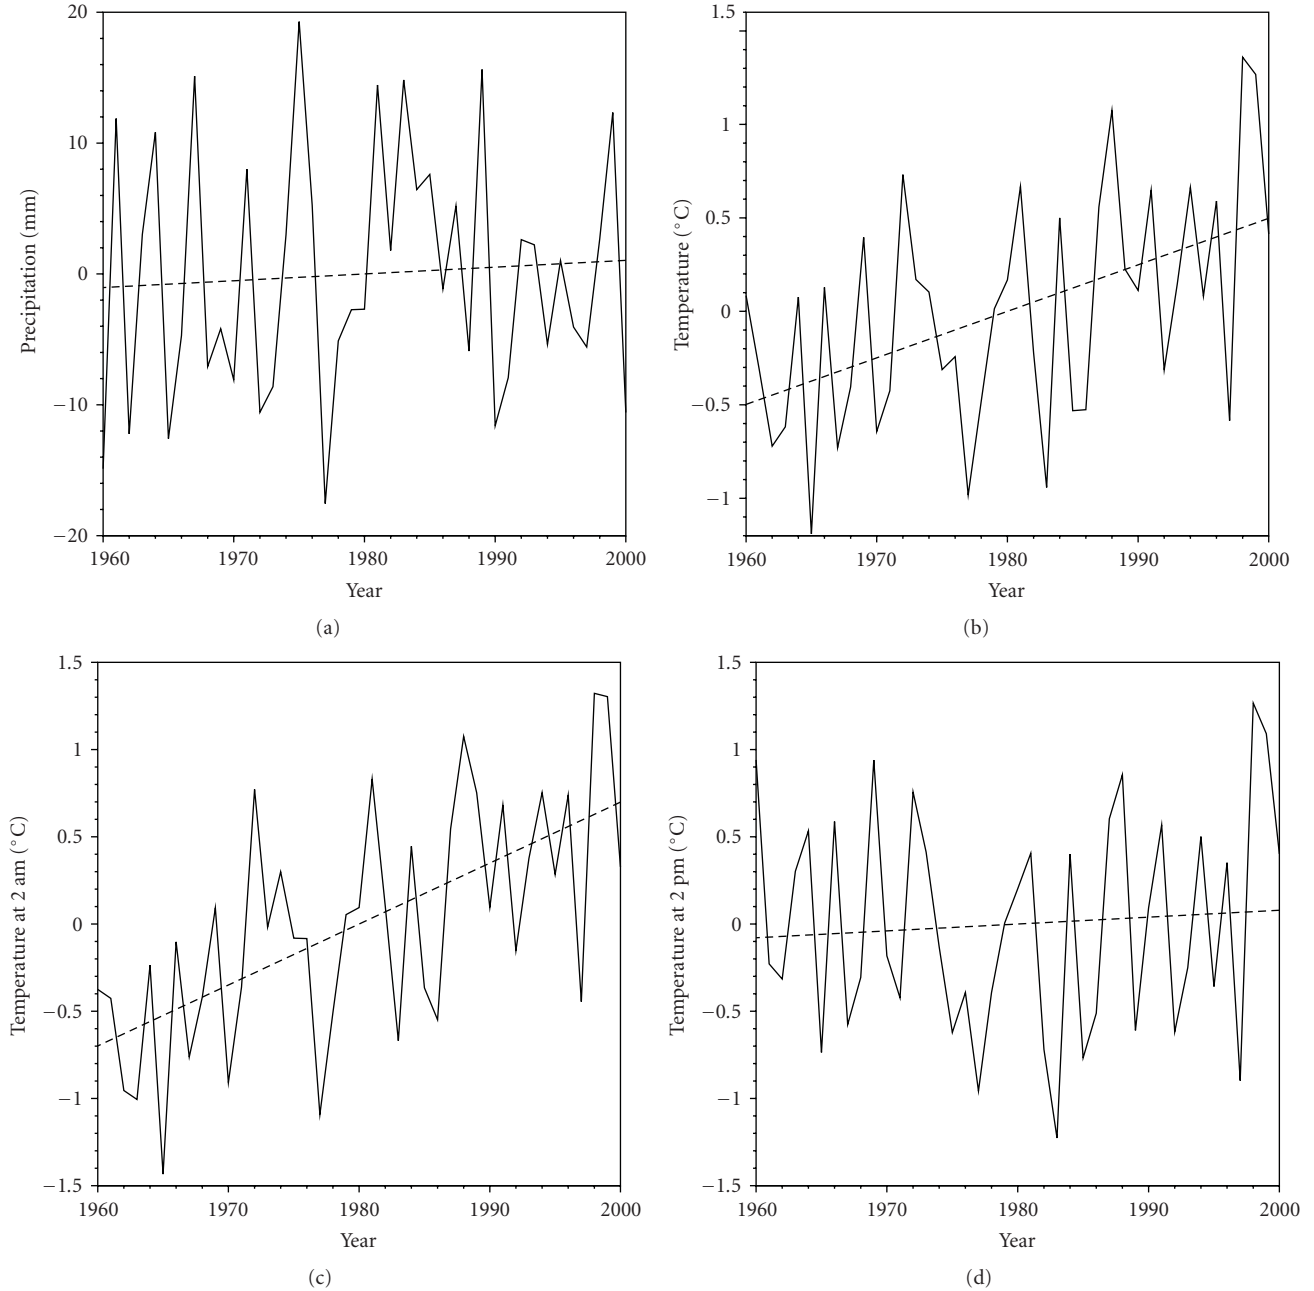 20
10
0
−10
−20
Precipitation (mm)
1960 1970 1980 1990 2000
Year
(a)
1.5
1
0.5
0
−0.5
−1
Temperature (°C)
1960 1970 1980 1990 2000
Year
(b)
1.5
1
0.5
0
−0.5
−1
−1.5
Temperature at 2 am (°C)
1960 1970 1980 1990 2000
Year
(c)
1.5
1
0.5
0
−0.5
−1
−1.5
Temperature at 2 pm (°C)
1960 1970 1980 1990 2000
Year
(d)